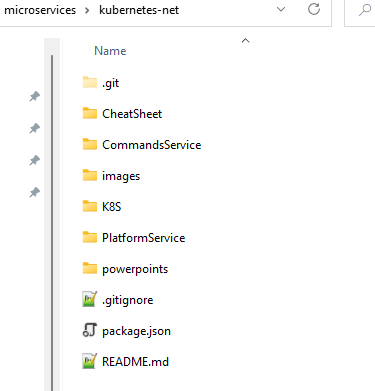 microservices > kubernetes-net
Name
.git
CheatSheet
CommandsService
images
K8S
PlatformService
powerpoints
.gitignore
package.json
README.md